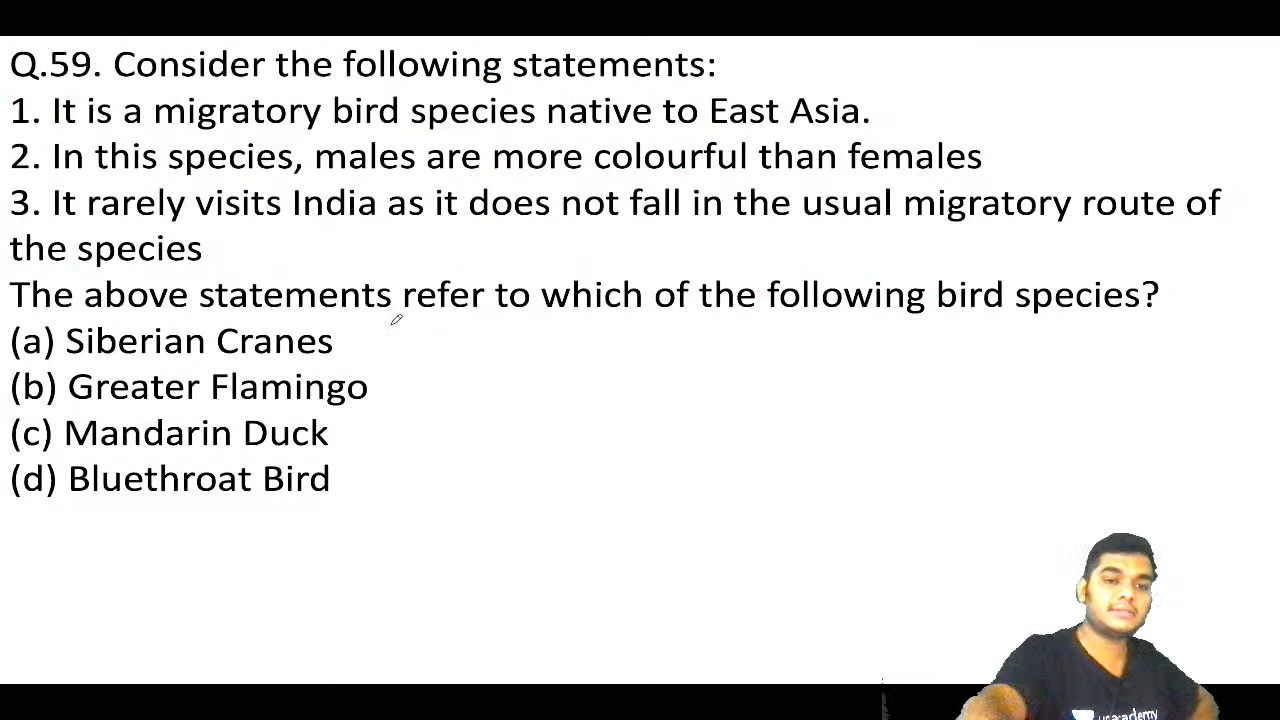 Q.59. Consider the following statements:
1. It is a migratory bird species native to East Asia.
2. In this species, males are more colourful than females
3. It rarely visits India as it does not fall in the usual migratory route of
the species
The above statements refer to which of the following bird species?
(a) Siberian Cranes
(b) Greater Flamingo
(c) Mandarin Duck
(d) Bluethroat Bird